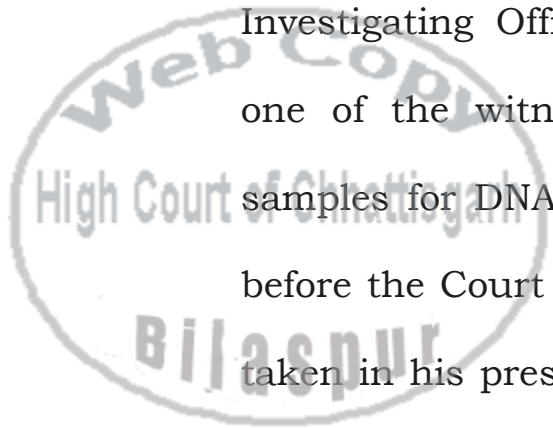 Investigating Offi
one of the witn
samples for DNA
before the Court
taken in his pres
Web Copy
High Court of Chhattisgarh
Bilaspur